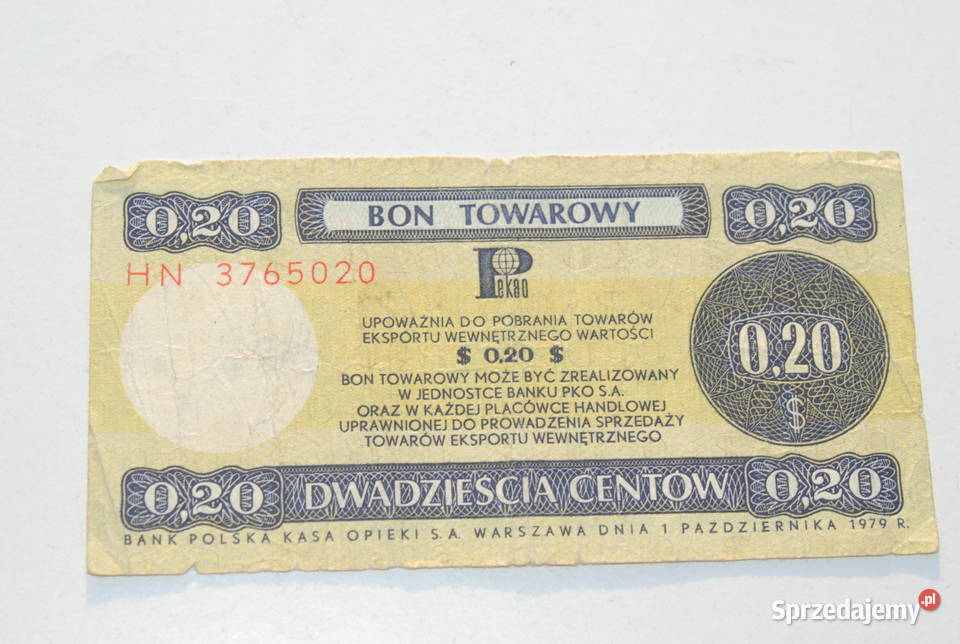 0,20 BON TOWAROWY 0,20
HN 3765020
Pekao
UPOWAŻNIA DO POBRANIA TOWARÓW
EKSPORTU WEWNĘTRZNEGO WARTOŚCI
$ 0,20 $
BON TOWAROWY MOŻE BYĆ ZREALIZOWANY
W JEDNOSTCE BANKU PKO S.A.
ORAZ W KAŻDEJ PLACÓWCE HANDLOWEJ
UPRAWNIONEJ DO PROWADZENIA SPRZEDAŻY
TOWARÓW EKSPORTU WEWNĘTRZNEGO
0,20
$
0,20 DWADZIEŚCIA CENTÓW 0,20
BANK POLSKA KASA OPIEKI S.A. WARSZAWA DNIA 1 PAŹDZIERNIKA 1979 R.
Sprzedajemy.pl